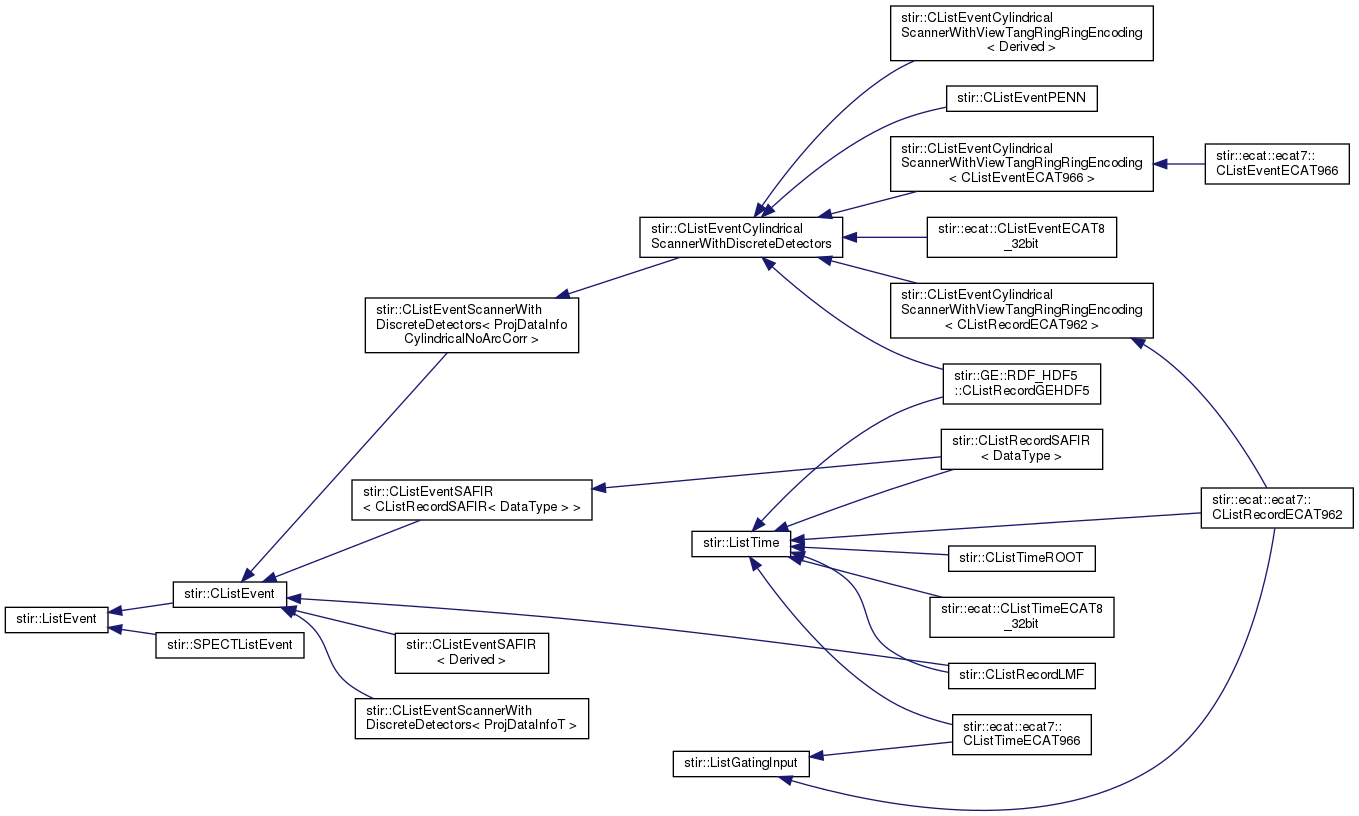 stir::CListEventCylindrical
ScannerWithViewTangRingRingEncoding
< Derived >
stir::CListEventPENN
stir::CListEventCylindrical
ScannerWithViewTangRingRingEncoding
< CListEventECAT966 >
stir::ecat::ecat7::
CListEventECAT966
stir::CListEventCylindrical
ScannerWithDiscreteDetectors
stir::ecat::CListEventECAT8
_32bit
stir::CListEventCylindrical
ScannerWithViewTangRingRingEncoding
< CListRecordECAT962 >
stir::CListEventScannerWith
DiscreteDetectors< ProjDataInfo
CylindricalNoArcCorr >
stir::GE::RDF_HDF5
::CListRecordGEHDF5
stir::CListRecordSAFIR
< DataType >
stir::CListEventSAFIR
< CListRecordSAFIR< DataType > >
stir::ecat::ecat7::
CListRecordECAT962
stir::ListTime
stir::CListTimeROOT
stir::CListEvent
stir::ListEvent
stir::ecat::CListTimeECAT8
_32bit
stir::SPECTListEvent
stir::CListEventSAFIR
< Derived >
stir::CListRecordLMF
stir::CListEventScannerWith
DiscreteDetectors< ProjDataInfoT >
stir::ecat::ecat7::
CListTimeECAT966
stir::ListGatingInput